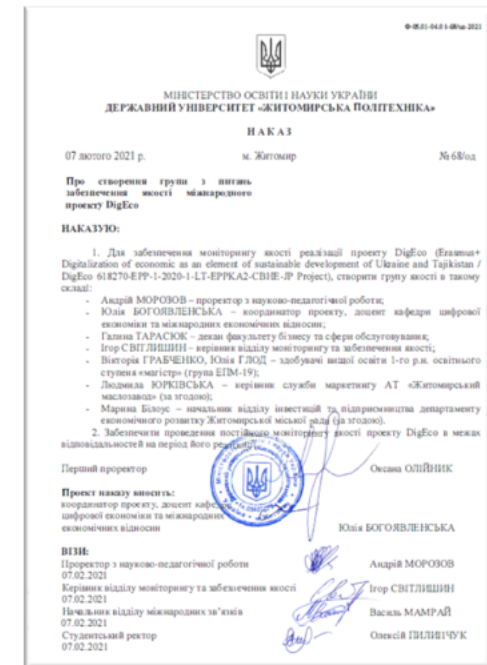 Ф-05.01-04.01-08/од-2021
МІНІСТЕРСТВО ОСВІТИ І НАУКИ УКРАЇНИ
ДЕРЖАВНИЙ УНІВЕРСИТЕТ «ЖИТОМИРСЬКА ПОЛІТЕХНІКА»
НАКАЗ
07 лютого 2021 р. м. Житомир № 68/од
Про створення групи з питань
забезпечення якості міжнародного
проєкту DigEco
НАКАЗУЮ:
1. Для забезпечення моніторингу якості реалізації проєкту DigEco (Erasmus+
Digitalization of economic as an element of sustainable development of Ukraine and Tajikistan /
DigEco 618270-EPP-1-2020-1-LT-EPPKA2-CBHE-JP Project), створити групу якості в такому
складі:
- Андрій МОРОЗОВ – проректор з науково-педагогічної роботи;
- Юлія БОГОЯВЛЕНСЬКА – координатор проєкту, доцент кафедри цифрової
економіки та міжнародних економічних відносин;
- Галина ТАРАСЮК – декан факультету бізнесу та сфери обслуговування;
- Ігор СВІТЛИШИН – керівник відділу моніторингу та забезпечення якості;
- Вікторія ГРАБЧЕНКО, Юлія ГЛОД – здобувачі вищої освіти 1-го р.н. освітнього
ступеня «магістр» (група ЕПМ-19);
- Людмила ЮРКІВСЬКА – керівник служби маркетингу АТ «Житомирський
маслозавод» (за згодою);
- Марина Білоус – начальник відділу інвестицій та підприємництва департаменту
економічного розвитку Житомирської міської ради (за згодою).
2. Забезпечити проведення постійного моніторингу якості проєкту DigEco в межах
відповідальностей на період його
Перший проректор Оксана ОЛІЙНИК
Проєкт наказу вносить:
координатор проєкту, доцент кафедри
цифрової економіки та міжнародних
економічних відносин Юлія БОГОЯВЛЕНСЬКА
ВІЗИ:
Проректор з науково-педагогічної роботи Андрій МОРОЗОВ
07.02.2021
Керівник відділу моніторингу та забезпечення якості Ігор СВІТЛИШИН
07.02.2021
Начальник відділу міжнародних зв'язків Василь МАМРАЙ
07.02.2021
Студентський ректор Олексій ПИЛИПЧУК
07.02.2021